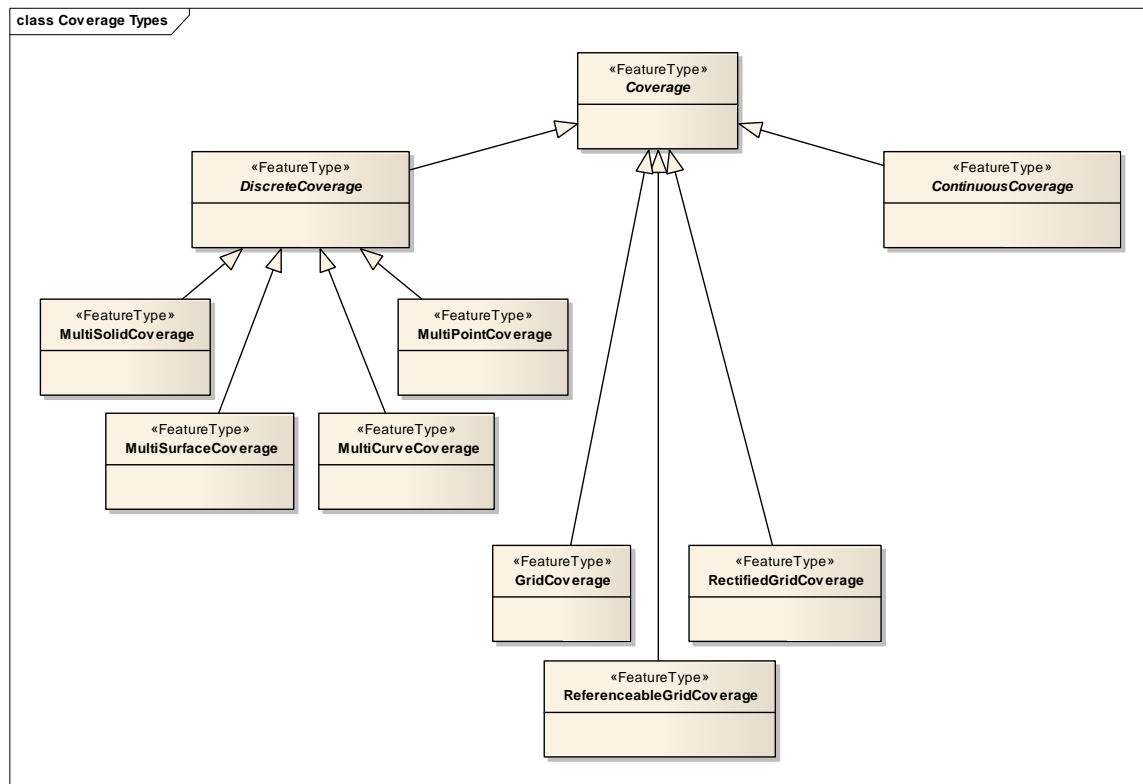 class Coverage Types
«FeatureType»
Coverage
«FeatureType»
DiscreteCoverage
«FeatureType»
ContinuousCoverage
«FeatureType»
MultiSolidCoverage
«FeatureType»
MultiPointCoverage
«FeatureType»
MultiSurfaceCoverage
«FeatureType»
MultiCurveCoverage
«FeatureType»
GridCoverage
«FeatureType»
RectifiedGridCoverage
«FeatureType»
ReferenceableGridCoverage